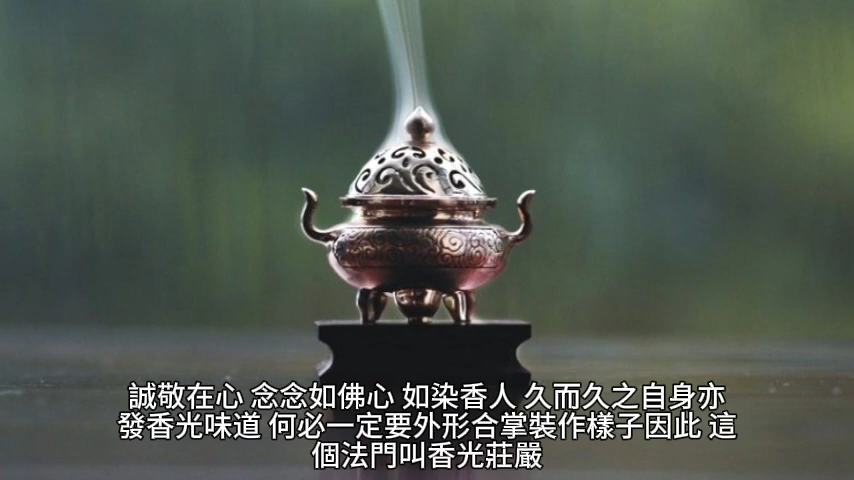 誠敬在心 念念如佛心 如染香人 久而久之自身亦
發香光味道 何必一定要外形合掌裝作樣子因此 這
個法門叫香光莊嚴